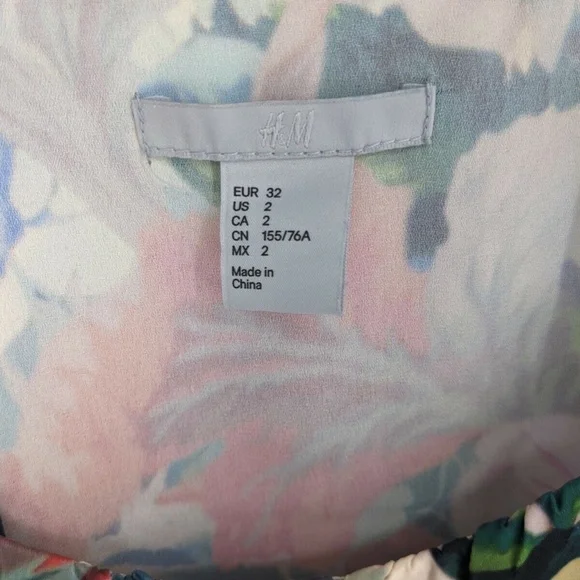 H&M
EUR 32
US 2
CA 2
CN 155/76A
MX 2
Made in
China